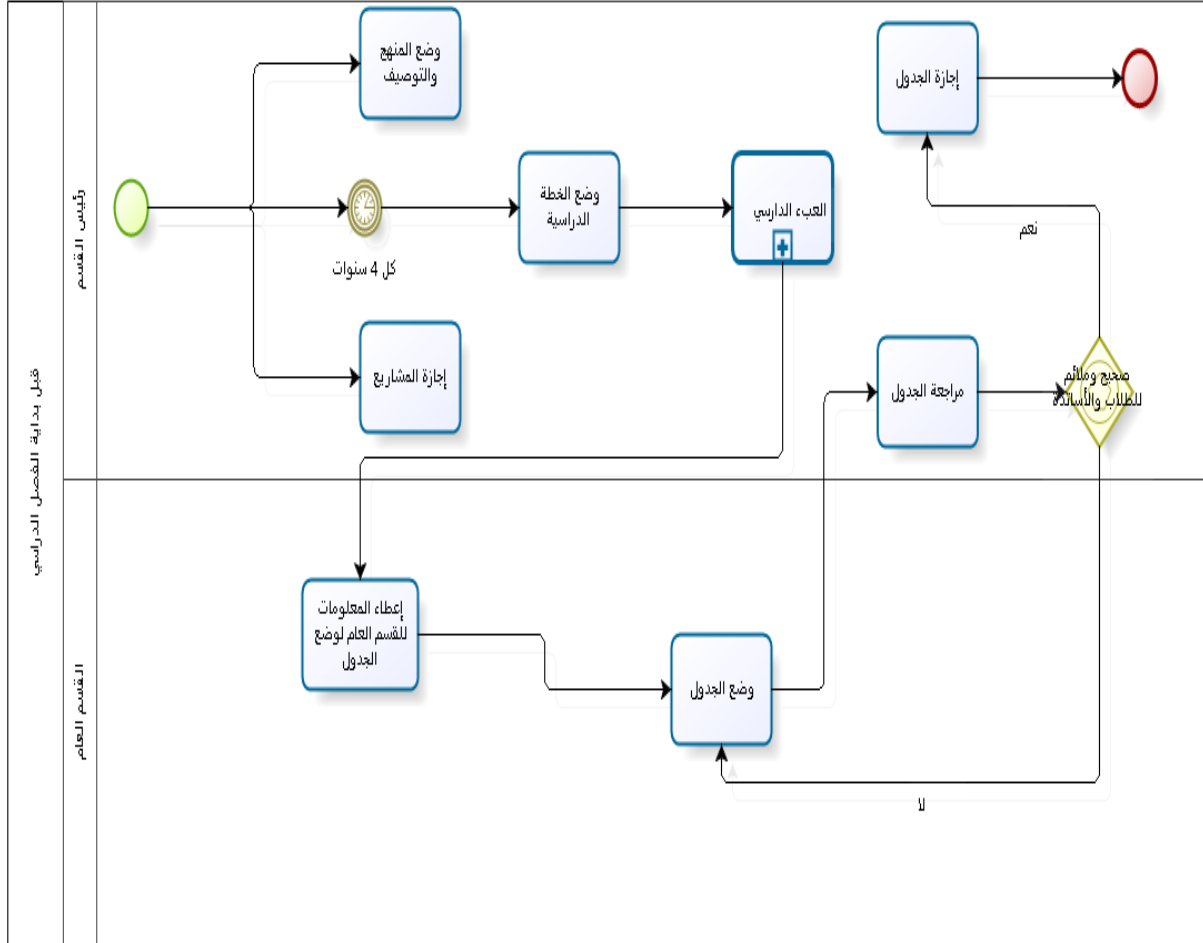 قبل بداية الفصل الدراسي
رئيس القسم
القسم العام
وضع المنهج
والتوصيف
كل 4 سنوات
وضع الخطة
الدراسية
العبء الدارسي
إجازة المشاريع
إجازة الجدول
نعم
مراجعة الجدول
صحيح وملائم
للطلاب والأساتذة
إعطاء المعلومات
للقسم العام لوضع
الجدول
وضع الجدول
لا